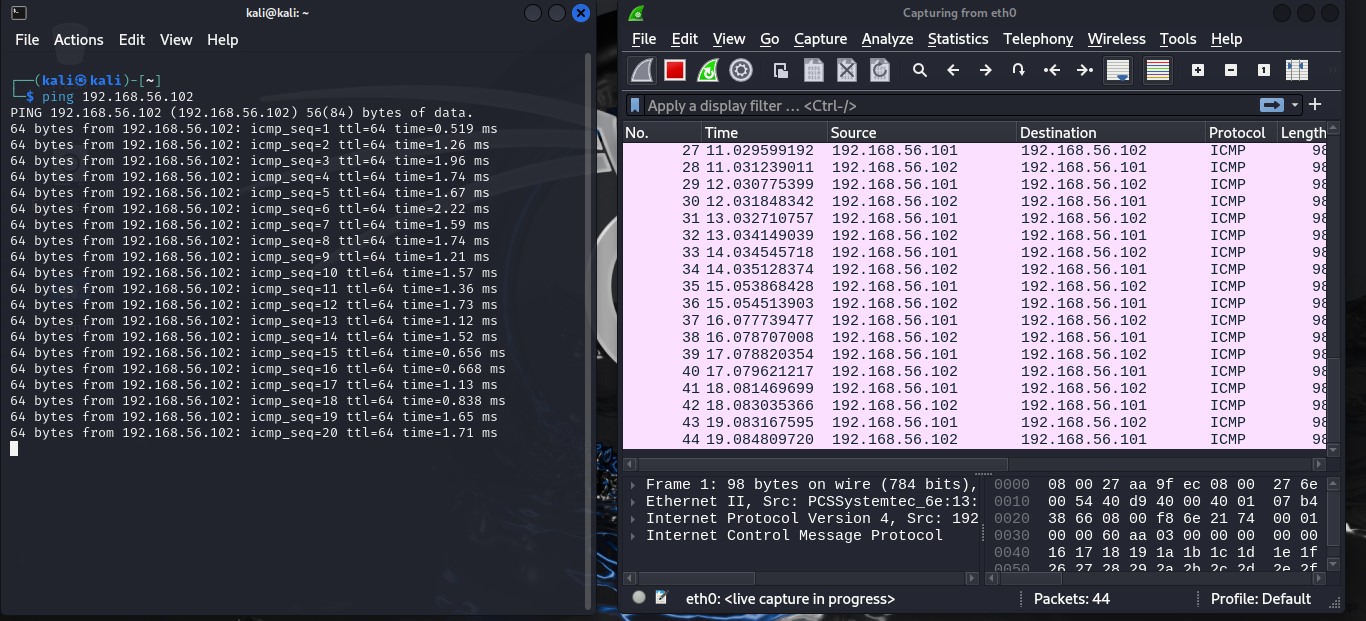 kali@kali: ~
File Actions Edit View Help
┌──(kali㉿kali)-[~]
└─$ ping 192.168.56.102
PING 192.168.56.102 (192.168.56.102) 56(84) bytes of data.
64 bytes from 192.168.56.102: icmp_seq=1 ttl=64 time=0.519 ms
64 bytes from 192.168.56.102: icmp_seq=2 ttl=64 time=1.26 ms
64 bytes from 192.168.56.102: icmp_seq=3 ttl=64 time=1.96 ms
64 bytes from 192.168.56.102: icmp_seq=4 ttl=64 time=1.74 ms
64 bytes from 192.168.56.102: icmp_seq=5 ttl=64 time=1.67 ms
64 bytes from 192.168.56.102: icmp_seq=6 ttl=64 time=2.22 ms
64 bytes from 192.168.56.102: icmp_seq=7 ttl=64 time=1.59 ms
64 bytes from 192.168.56.102: icmp_seq=8 ttl=64 time=1.74 ms
64 bytes from 192.168.56.102: icmp_seq=9 ttl=64 time=1.21 ms
64 bytes from 192.168.56.102: icmp_seq=10 ttl=64 time=1.57 ms
64 bytes from 192.168.56.102: icmp_seq=11 ttl=64 time=1.36 ms
64 bytes from 192.168.56.102: icmp_seq=12 ttl=64 time=1.73 ms
64 bytes from 192.168.56.102: icmp_seq=13 ttl=64 time=1.12 ms
64 bytes from 192.168.56.102: icmp_seq=14 ttl=64 time=1.52 ms
64 bytes from 192.168.56.102: icmp_seq=15 ttl=64 time=0.656 ms
64 bytes from 192.168.56.102: icmp_seq=16 ttl=64 time=0.668 ms
64 bytes from 192.168.56.102: icmp_seq=17 ttl=64 time=1.13 ms
64 bytes from 192.168.56.102: icmp_seq=18 ttl=64 time=0.838 ms
64 bytes from 192.168.56.102: icmp_seq=19 ttl=64 time=1.65 ms
64 bytes from 192.168.56.102: icmp_seq=20 ttl=64 time=1.71 ms
Capturing from eth0
File Edit View Go Capture Analyze Statistics Telephony Wireless Tools Help
Apply a display filter ... <Ctrl-/>
No. Time Source Destination Protocol Length
27 11.029599192 192.168.56.101 192.168.56.102 ICMP 98
28 11.031239011 192.168.56.102 192.168.56.101 ICMP 98
29 12.030775399 192.168.56.101 192.168.56.102 ICMP 98
30 12.031848342 192.168.56.102 192.168.56.101 ICMP 98
31 13.032710757 192.168.56.101 192.168.56.102 ICMP 98
32 13.034149039 192.168.56.102 192.168.56.101 ICMP 98
33 14.034545718 192.168.56.101 192.168.56.102 ICMP 98
34 14.035128374 192.168.56.102 192.168.56.101 ICMP 98
35 15.053868428 192.168.56.101 192.168.56.102 ICMP 98
36 15.054513903 192.168.56.102 192.168.56.101 ICMP 98
37 16.077739477 192.168.56.101 192.168.56.102 ICMP 98
38 16.078707008 192.168.56.102 192.168.56.101 ICMP 98
39 17.078820354 192.168.56.101 192.168.56.102 ICMP 98
40 17.079621217 192.168.56.102 192.168.56.101 ICMP 98
41 18.081469699 192.168.56.101 192.168.56.102 ICMP 98
42 18.083035366 192.168.56.102 192.168.56.101 ICMP 98
43 19.083167595 192.168.56.101 192.168.56.102 ICMP 98
44 19.084809720 192.168.56.102 192.168.56.101 ICMP 98
Frame 1: 98 bytes on wire (784 bits),
Ethernet II, Src: PCSSystemtec_6e:13:
Internet Protocol Version 4, Src: 192
Internet Control Message Protocol
0000 08 00 27 aa 9f ec 08 00 27 6e
0010 00 54 40 d9 40 00 40 01 07 b4
0020 38 66 08 00 f8 6e 21 74 00 01
0030 00 00 60 aa 03 00 00 00 00 00
0040 16 17 18 19 1a 1b 1c 1d 1e 1f
0050 26 27 28 29 2a 2b 2c 2d 2e 2f
eth0: <live capture in progress>
Packets: 44
Profile: Default